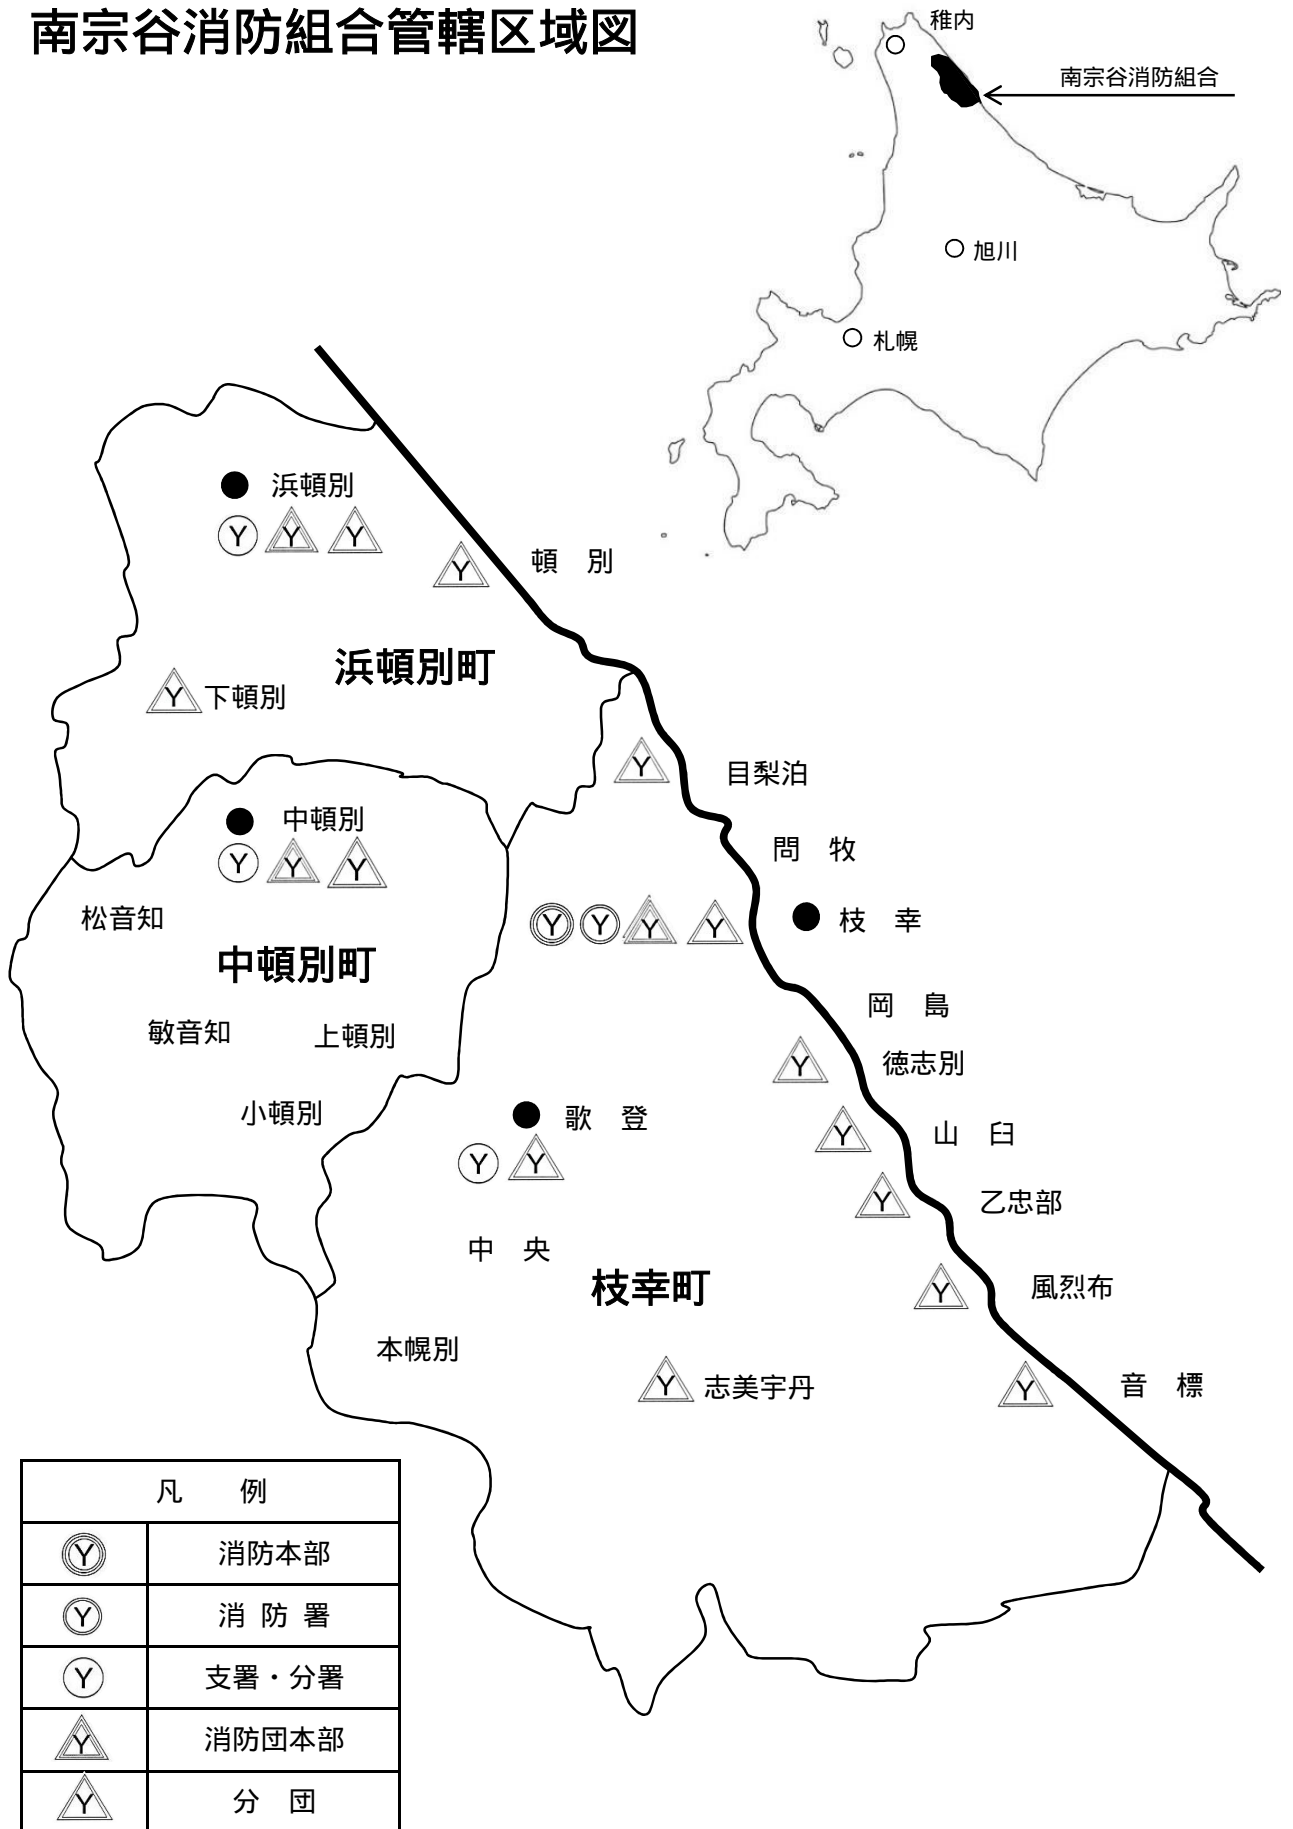 南宗谷消防組合管轄区域図
稚内
南宗谷消防組合
旭川
札幌
浜頓別
Y Y Y
Y
頓 別
浜頓別町
Y
下頓別
Y
目梨泊
中頓別
Y Y Y
問 牧
松音知
Y Y Y Y
枝 幸
中頓別町
岡 島
敏音知
上頓別
Y
徳志別
小頓別
歌 登
Y
山 臼
Y Y
Y
乙忠部
中 央
枝幸町
Y
風烈布
本幌別
Y
志美宇丹
Y
音 標
凡 例
Y 消防本部
Y 消 防 署
Y 支署・分署
Y 消防団本部
Y 分 団